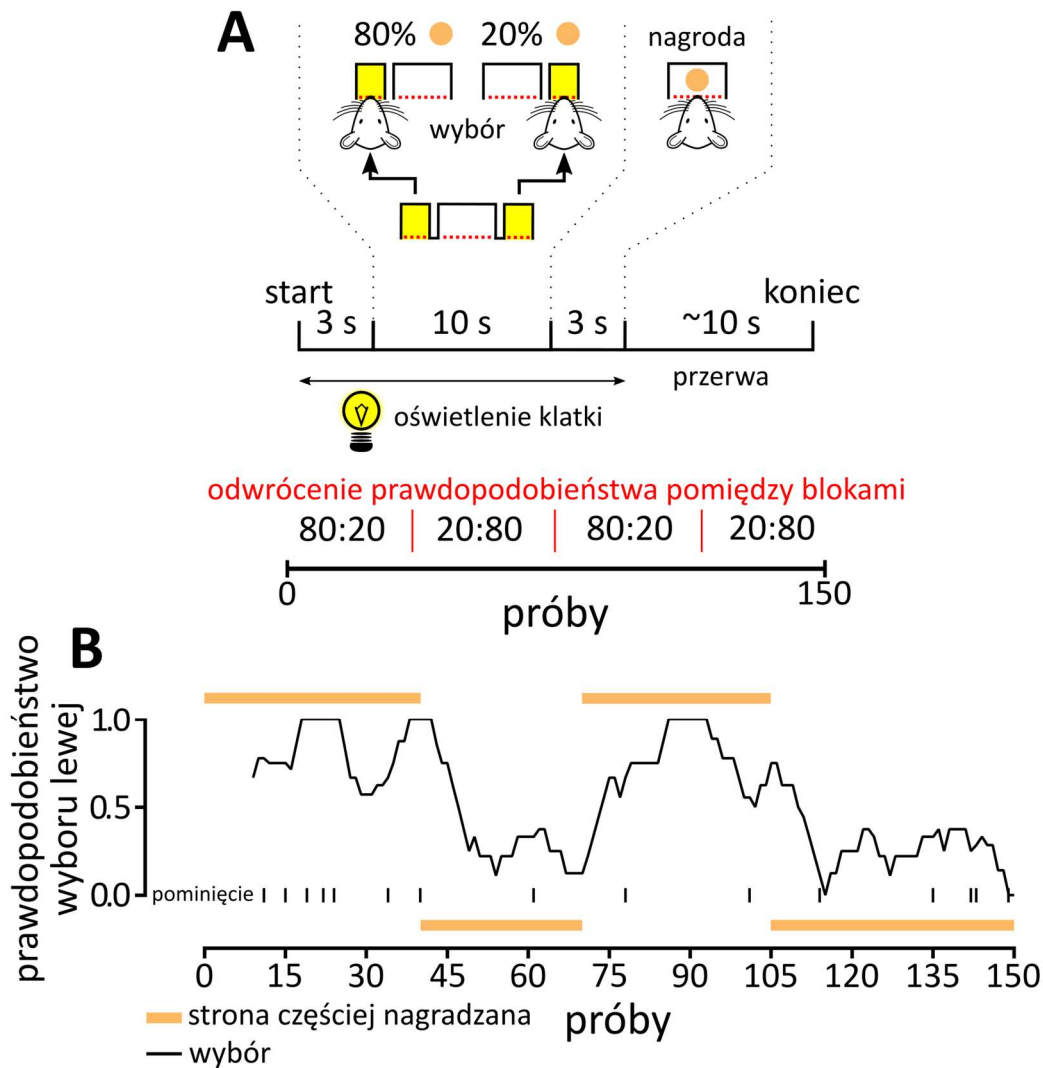 A
80% 20%
nagroda
wybór
start
koniec
3 s 10 s 3 s ~10 s
przerwa
oświetlenie klatki
odwrócenie prawdopodobieństwa pomiędzy blokami
80:20 20:80 80:20 20:80
0 150
próby
B
prawdopodobieństwo
wyboru lewej
1.0
0.5
0.0
pominięcie
0 15 30 45 60 75 90 105 120 135 150
próby
strona częściej nagradzana
wybór